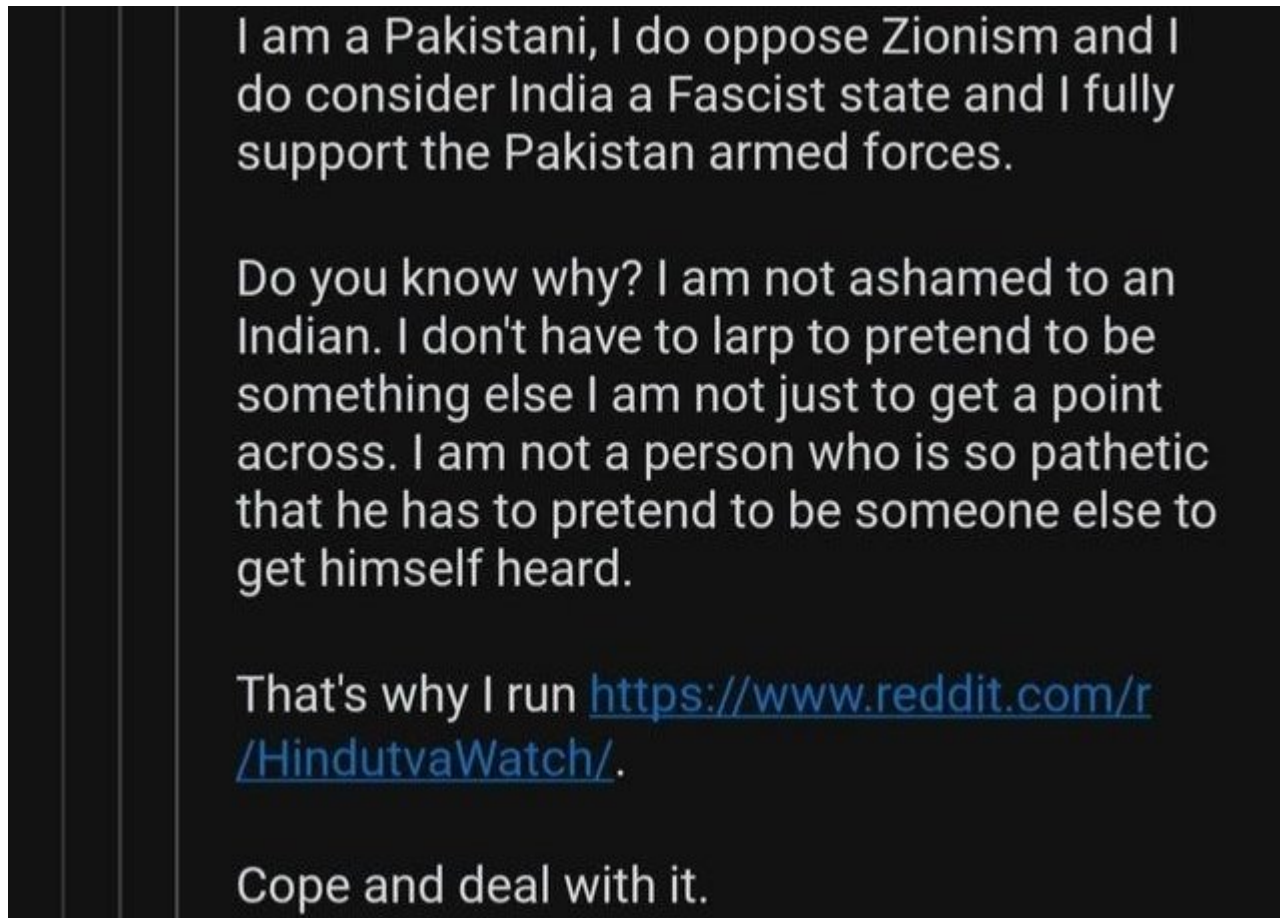 I am a Pakistani, I do oppose Zionism and I
do consider India a Fascist state and I fully
support the Pakistan armed forces.
Do you know why? I am not ashamed to an
Indian. I don't have to larp to pretend to be
something else I am not just to get a point
across. I am not a person who is so pathetic
that he has to pretend to be someone else to
get himself heard.
That's why I run https://www.reddit.com/r
/HindutvaWatch/.
Cope and deal with it.